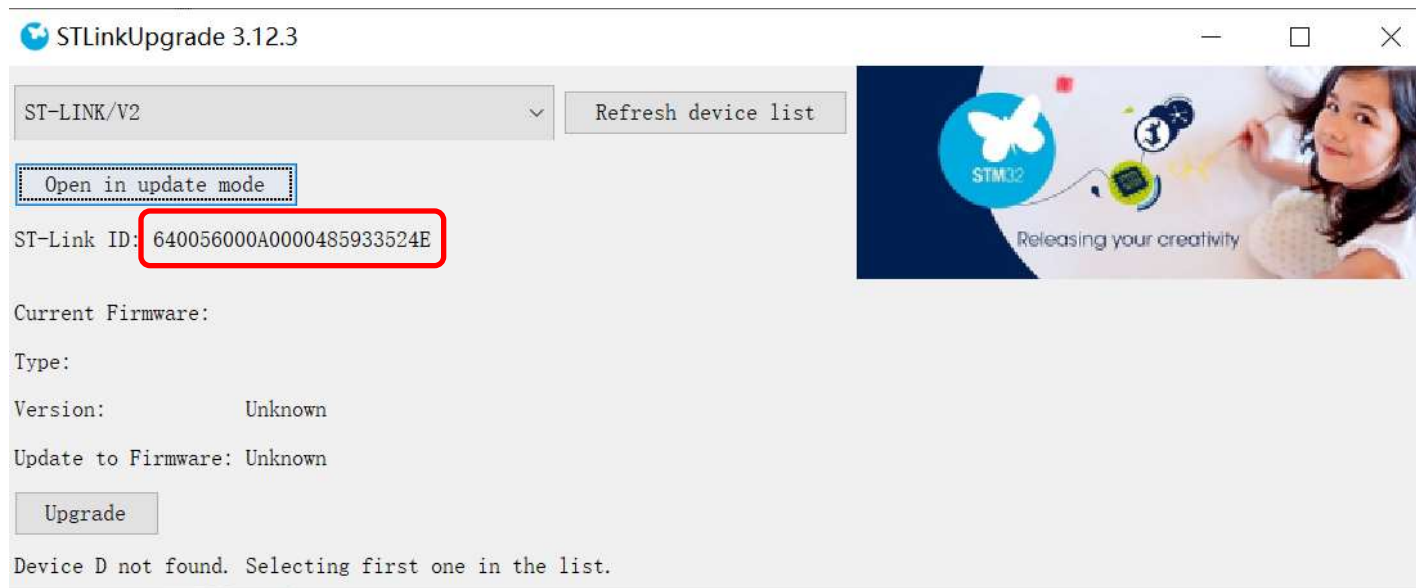 STLinkUpgrade 3.12.3
ST-LINK/V2
Refresh device list
Open in update mode
ST-Link ID: 640056000A0000485933524E
STM32
Releasing your creativity
Current Firmware:
Type:
Version: Unknown
Update to Firmware: Unknown
Upgrade
Device D not found. Selecting first one in the list.